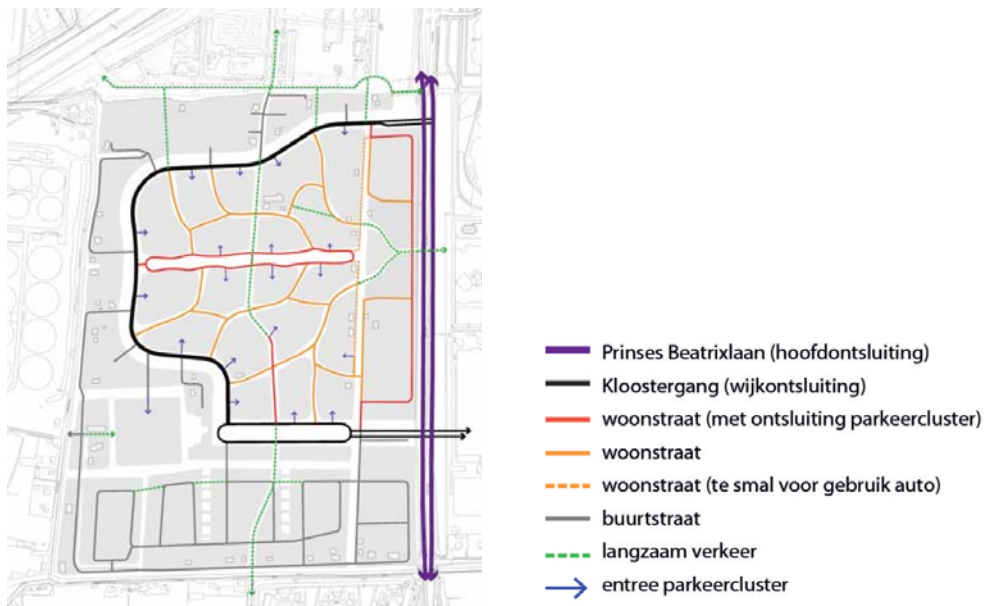 Prinses Beatrixlaan (hoofdontsluiting)
Kloostergang (wijkontsluiting)
woonstraat (met ontsluiting parkeercluster)
woonstraat
woonstraat (te smal voor gebruik auto)
buurtstraat
langzaam verkeer
entree parkeercluster